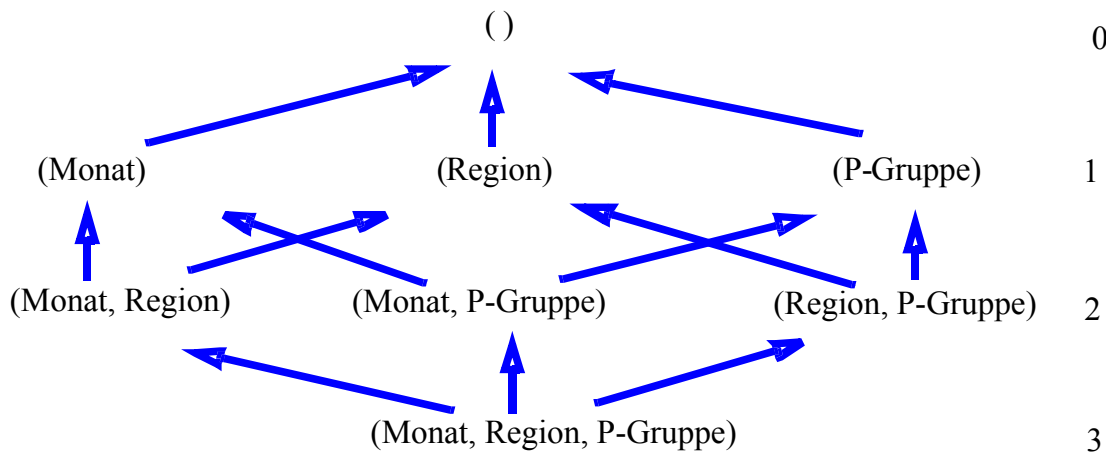 ( ) 0
(Monat) (Region) (P-Gruppe) 1
(Monat, Region) (Monat, P-Gruppe) (Region, P-Gruppe) 2
(Monat, Region, P-Gruppe) 3